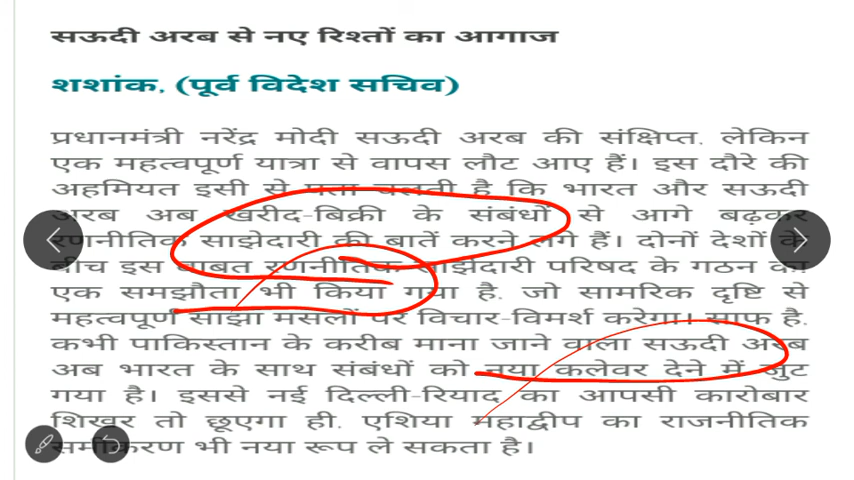 सऊदी अरब से नए रिश्तों का आगाज
शशांक, (पूर्व विदेश सचिव)
प्रधानमंत्री नरेंद्र मोदी सऊदी अरब की संक्षिप्त, लेकिन
एक महत्वपूर्ण यात्रा से वापस लौट आए हैं। इस दौरे की
अहमियत इसी से पता चलती है कि भारत और सऊदी
अरब अब खरीद-बिक्री के संबंधों से आगे बढ़कर
रणनीतिक साझेदारी की बातें करने लगे हैं। दोनों देशों के
बीच इस बाबत रणनीतिक साझेदारी परिषद के गठन का
एक समझौता भी किया गया है, जो सामरिक दृष्टि से
महत्वपूर्ण साझा मसलों पर विचार-विमर्श करेगा। साफ है,
कभी पाकिस्तान के करीब माना जाने वाला सऊदी अरब
अब भारत के साथ संबंधों को नया कलेवर देने में जुट
गया है। इससे नई दिल्ली-रियाद का आपसी कारोबार
शिखर तो छूएगा ही, एशिया महाद्वीप का राजनीतिक
समीकरण भी नया रूप ले सकता है।